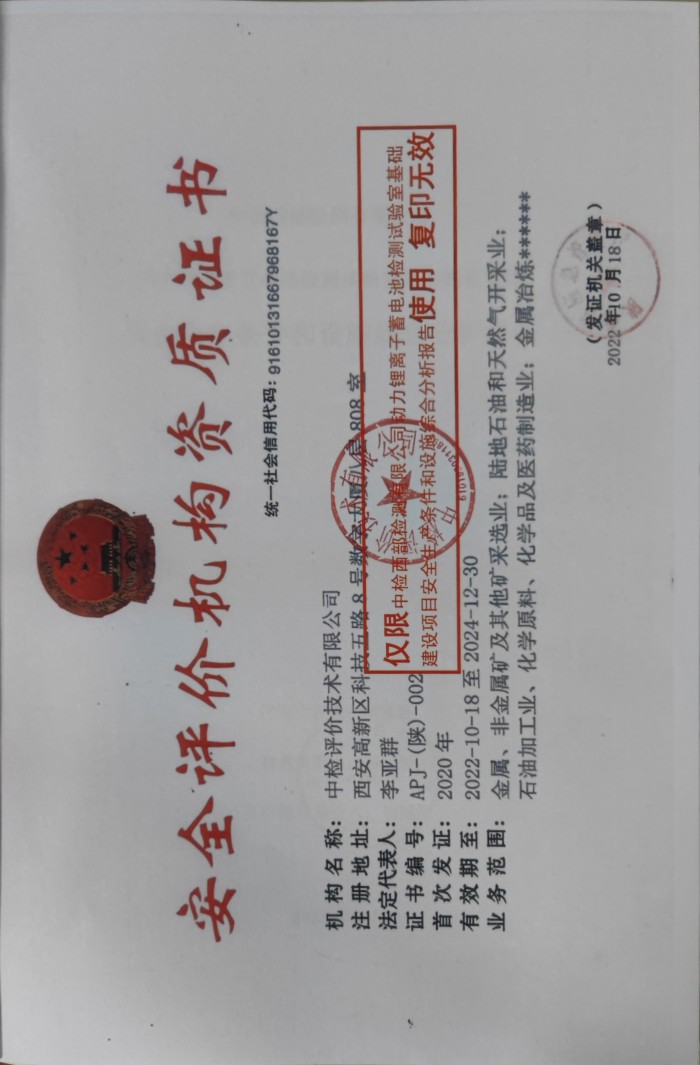 安全评价机构资质证书
统一社会信用代码：91610131667968167Y
机构名称： 中检评价技术有限公司
注册地址： 西安高新区科技五路8号数字大厦八层808室
法定代表人： 李亚群
证书编号： APJ-(陕)-002
首次发证： 2020年
有效期至： 2022-10-18 至 2024-12-30
业务范围： 金属、非金属矿及其他矿采选业；陆地石油和天然气开采业；
石油加工业、化学原料、化学品及医药制造业；金属冶炼******
仅限中检西部检测有限公司动力锂离子蓄电池检测试验室基础
建设项目安全生产条件和设施综合分析报告使用 复印无效
（发证机关盖章）
2022年10月18日